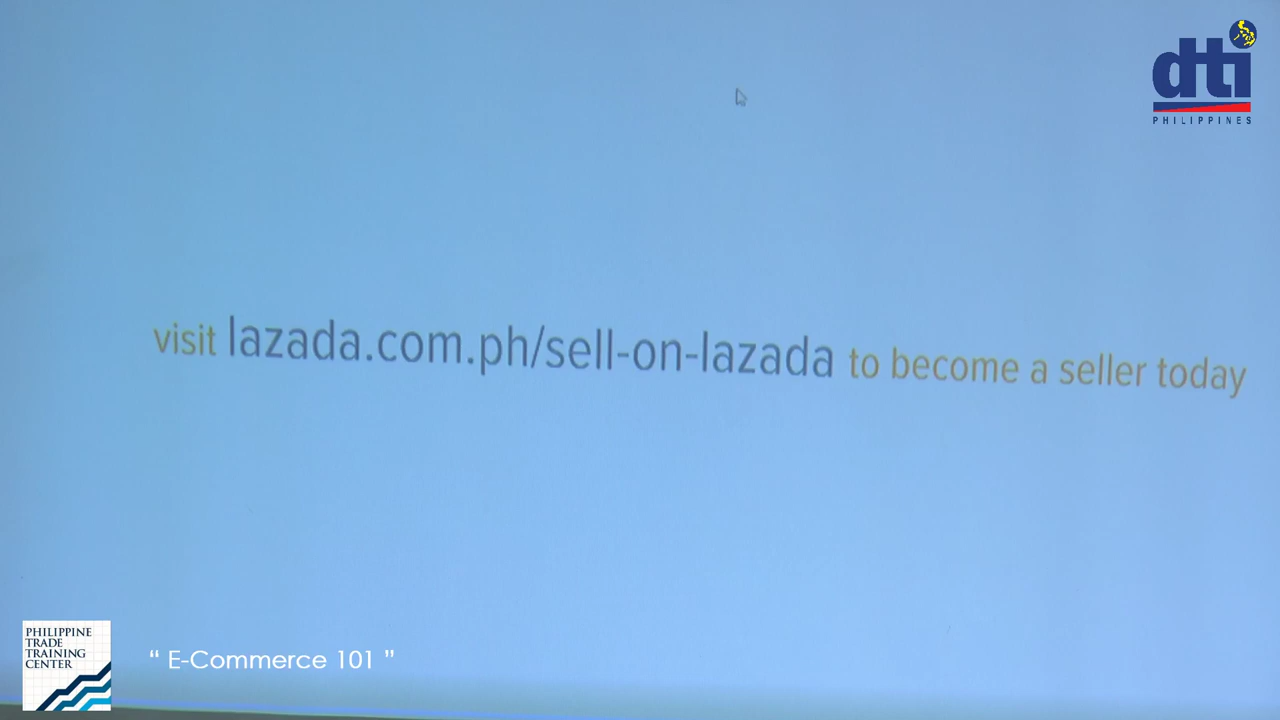 dti
PHILIPPINES
visit lazada.com.ph/sell-on-lazada to become a seller today
PHILIPPINE
TRADE
TRAINING
CENTER
“ E-Commerce 101 ”